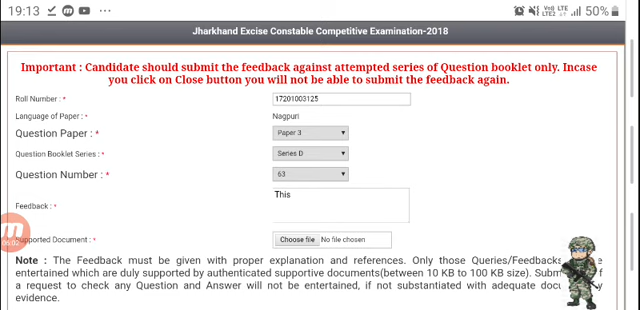 19:13 50%
Jharkhand Excise Constable Competitive Examination-2018
Important : Candidate should submit the feedback against attempted series of Question booklet only. Incase
you click on Close button you will not be able to submit the feedback again.
Roll Number : * 17201003125
Language of Paper : * Nagpuri
Question Paper : * Paper 3
Question Booklet Series : * Series D
Question Number : * 63
This
Feedback : *
Supported Document : * Choose file No file chosen
Note : The Feedback must be given with proper explanation and references. Only those Queries/Feedbacks
entertained which are duly supported by authenticated supportive documents(between 10 KB to 100 KB size). Subm
a request to check any Question and Answer will not be entertained, if not substantiated with adequate docu y
evidence.